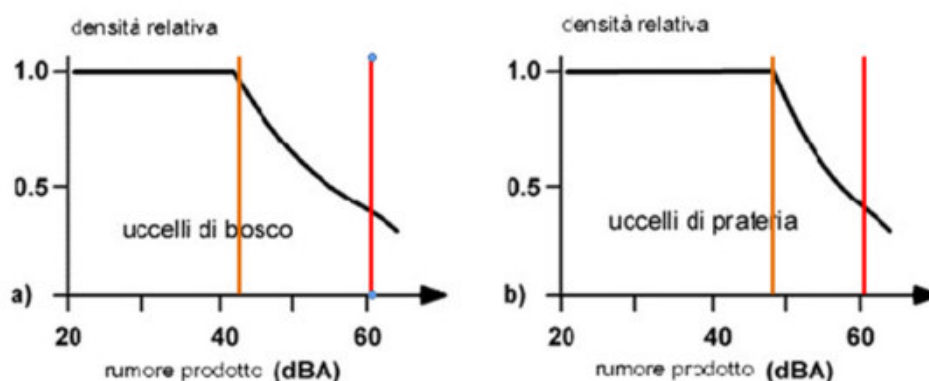 densità relativa
1.0
0.5
uccelli di bosco
a)
20
40
60
rumore prodotto (dBA)
densità relativa
1.0
0.5
uccelli di prateria
b)
20
40
60
rumore prodotto (dBA)